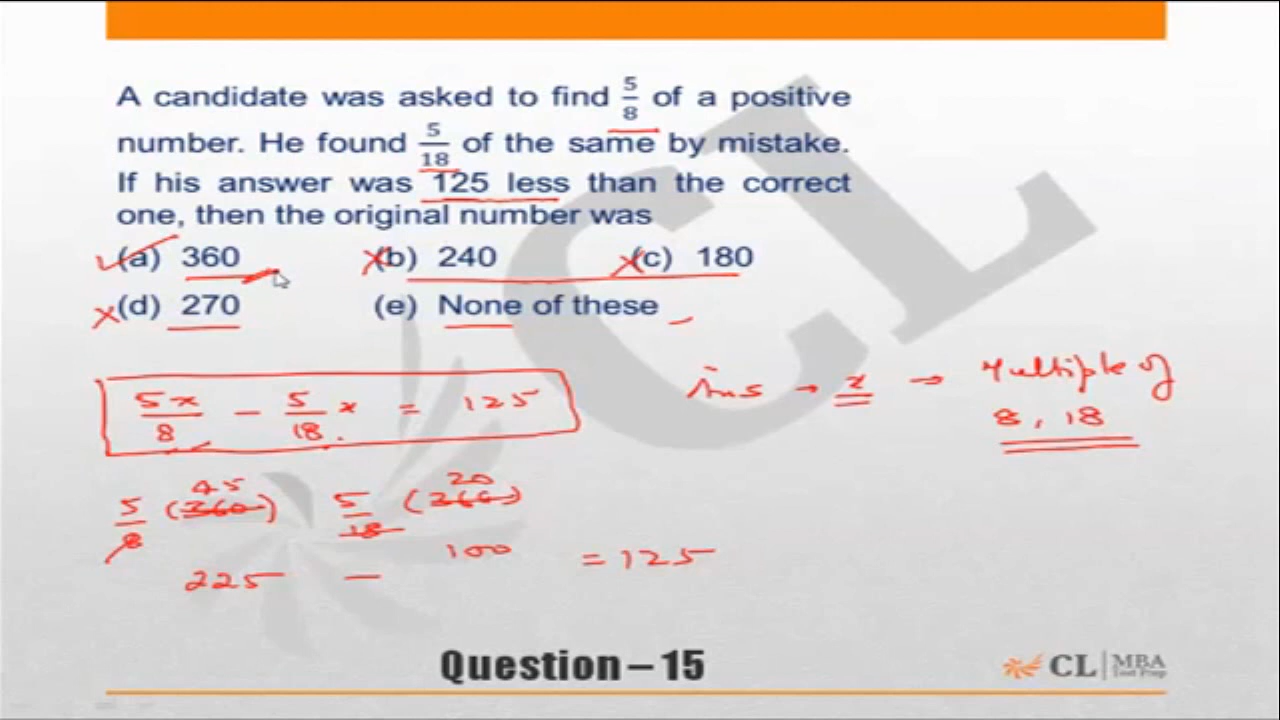 A candidate was asked to find 5/8 of a positive
number. He found 5/18 of the same by mistake.
If his answer was 125 less than the correct
one, then the original number was
(a) 360 (b) 240 (c) 180
(d) 270 (e) None of these
5x/8 - 5/18 x = 125
Ans → x → Multiple of
8, 18
45 20
5/8 (360) 5/18 (360)
225 - 100 = 125
Question – 15
CL MBA
Test Prep
CL